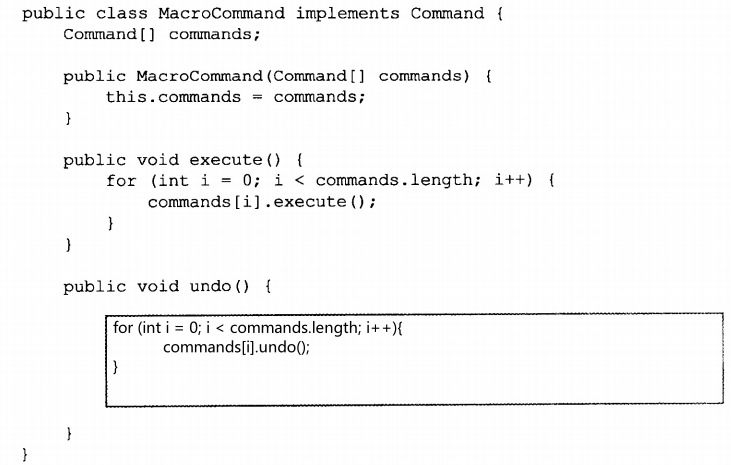 public class MacroCommand implements Command {
    Command[] commands;
    public MacroCommand(Command[] commands) {
        this.commands = commands;
    }
    public void execute() {
        for (int i = 0; i < commands.length; i++) {
            commands[i].execute();
        }
    }
    public void undo() {
        for (int i = 0; i < commands.length; i++){
            commands[i].undo();
        }
    }
}